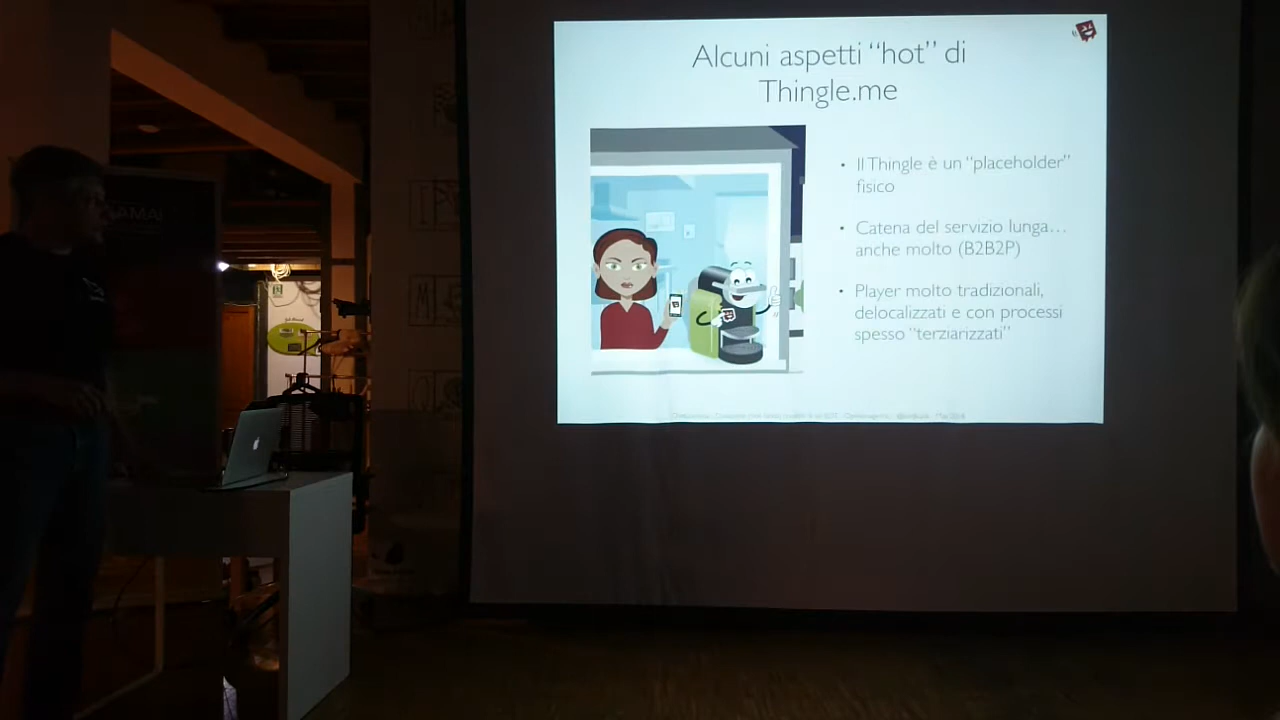 Alcuni aspetti “hot” di
Thingle.me
• Il Thingle è un “placeholder”
fisico
• Catena del servizio lunga…
anche molto (B2B2P)
• Player molto tradizionali,
delocalizzati e con processi
spesso “terziarizzati”